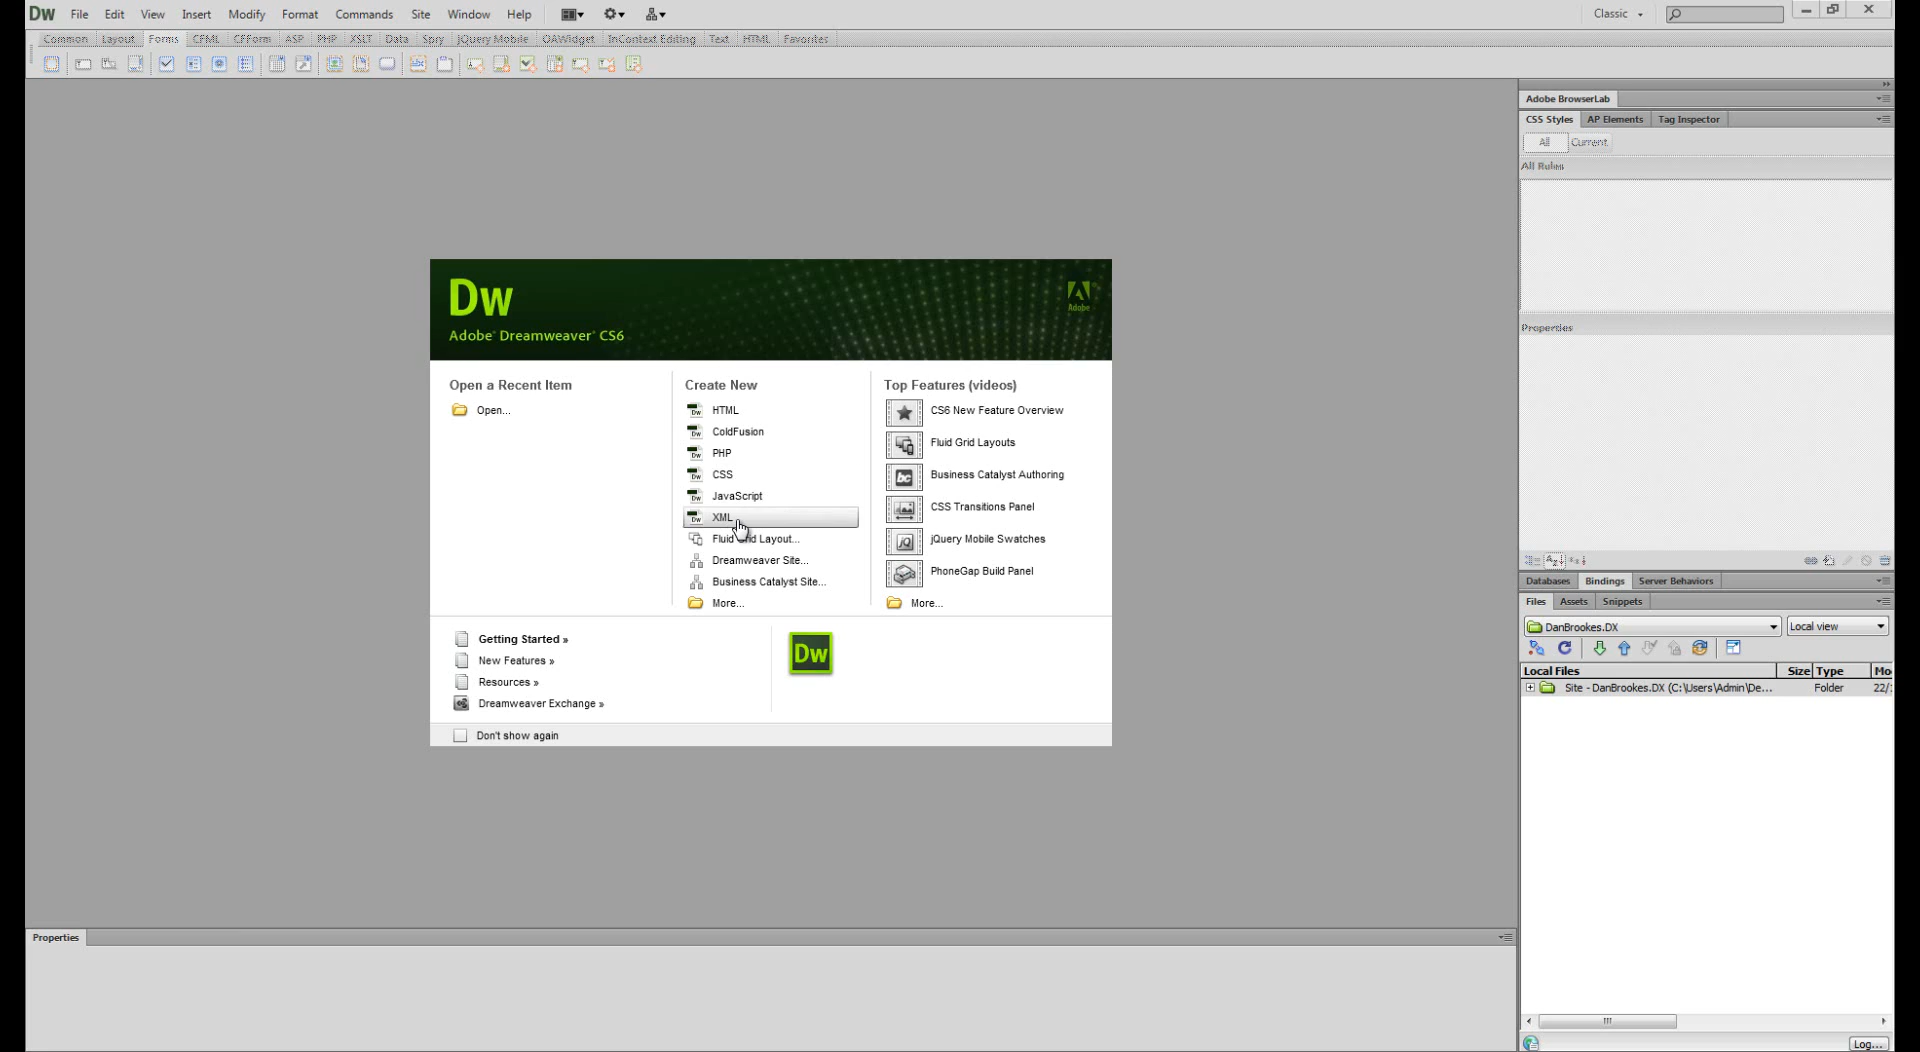 Dw File Edit View Insert Modify Format Commands Site Window Help Classic
Common Layout Forms CFML CFForm ASP PHP XSLT Data Spry jQuery Mobile OAWidget InContext Editing Text HTML Favorites
Adobe BrowserLab
CSS Styles AP Elements Tag Inspector
All Current
All Rules
Properties
Dw
Adobe® Dreamweaver® CS6
Adobe
Open a Recent Item
Open...
Create New
HTML
ColdFusion
PHP
CSS
JavaScript
XML
Fluid Grid Layout...
Dreamweaver Site...
Business Catalyst Site...
More...
Top Features (videos)
CS6 New Feature Overview
Fluid Grid Layouts
bc Business Catalyst Authoring
CSS Transitions Panel
jQ jQuery Mobile Swatches
PhoneGap Build Panel
More...
Getting Started »
New Features »
Resources »
Dreamweaver Exchange »
Dw
Don't show again
Databases Bindings Server Behaviors
Files Assets Snippets
DanBrookes.DX Local view
Local Files Size Type Mo
Site - DanBrookes.DX (C:\Users\Admin\De... Folder 22/
Log...
Properties